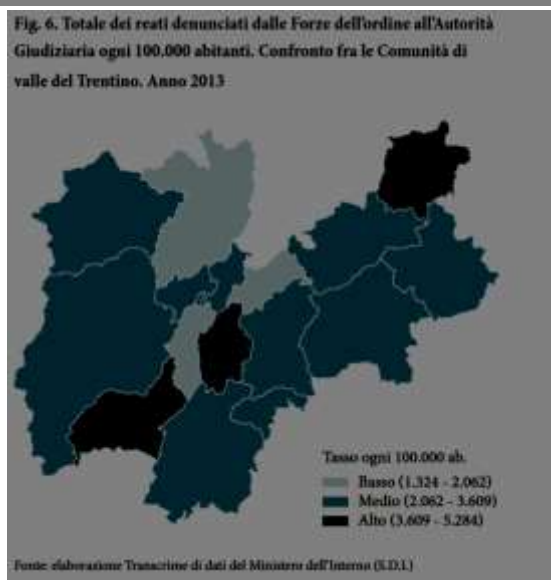 Fig. 6. Totale dei reati denunciati dalle Forze dell'ordine all'Autorità
Giudiziaria ogni 100.000 abitanti. Confronto fra le Comunità di
valle del Trentino. Anno 2013
Tasso ogni 100.000 ab.
Basso (1.324 - 2.062)
Medio (2.062 - 3.609)
Alto (3.609 - 5.284)
Fonte: elaborazione Transcrime di dati del Ministero dell'Interno (S.D.I.)